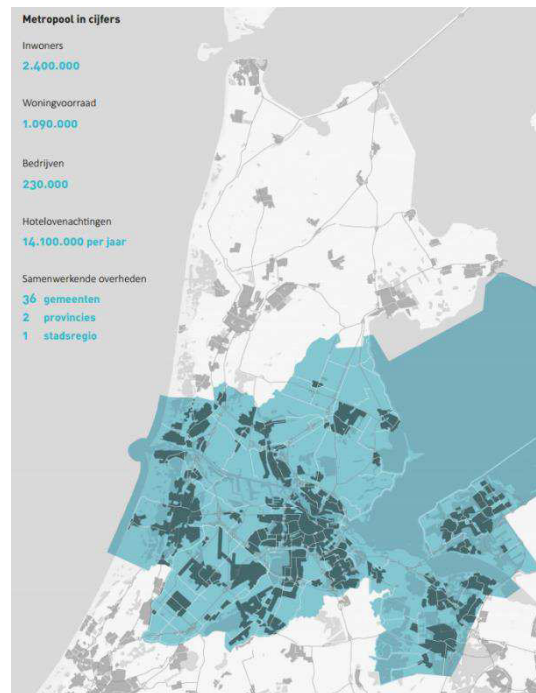 Metropool in cijfers
Inwoners
2.400.000
Woningvoorraad
1.090.000
Bedrijven
230.000
Hotelovenachtingen
14.100.000 per jaar
Samenwerkende overheden
36 gemeenten
2 provincies
1 stadsregio